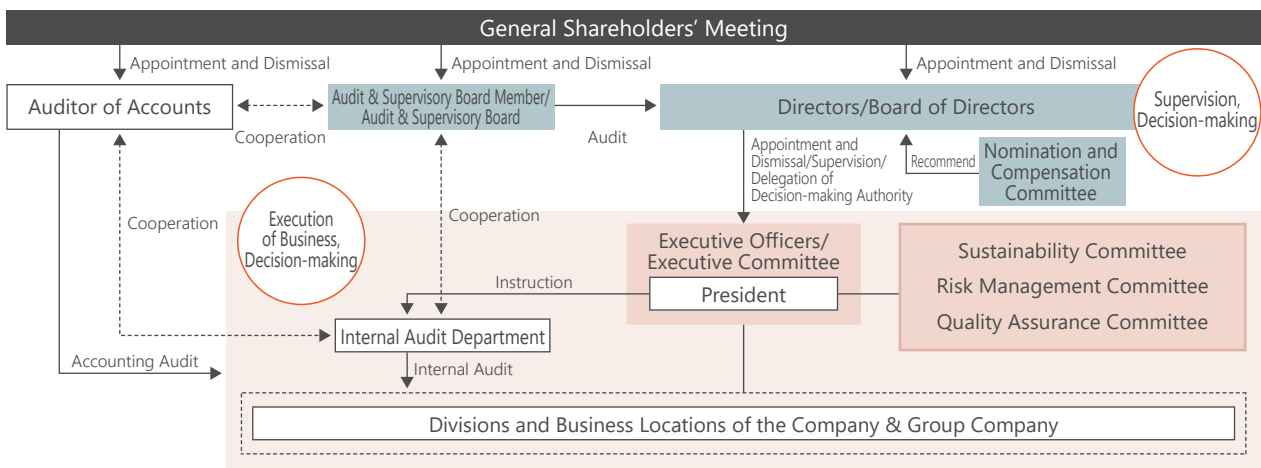 General Shareholders’ Meeting
Appointment and Dismissal
Appointment and Dismissal
Appointment and Dismissal
Auditor of Accounts
Cooperation
Audit & Supervisory Board Member/
Audit & Supervisory Board
Audit
Directors/Board of Directors
Supervision,
Decision-making
Appointment and
Dismissal/Supervision/
Delegation of
Decision-making Authority
Recommend
Nomination and
Compensation
Committee
Cooperation
Execution
of Business,
Decision-making
Cooperation
Executive Officers/
Executive Committee
President
Sustainability Committee
Risk Management Committee
Quality Assurance Committee
Instruction
Internal Audit Department
Accounting Audit
Internal Audit
Divisions and Business Locations of the Company & Group Company